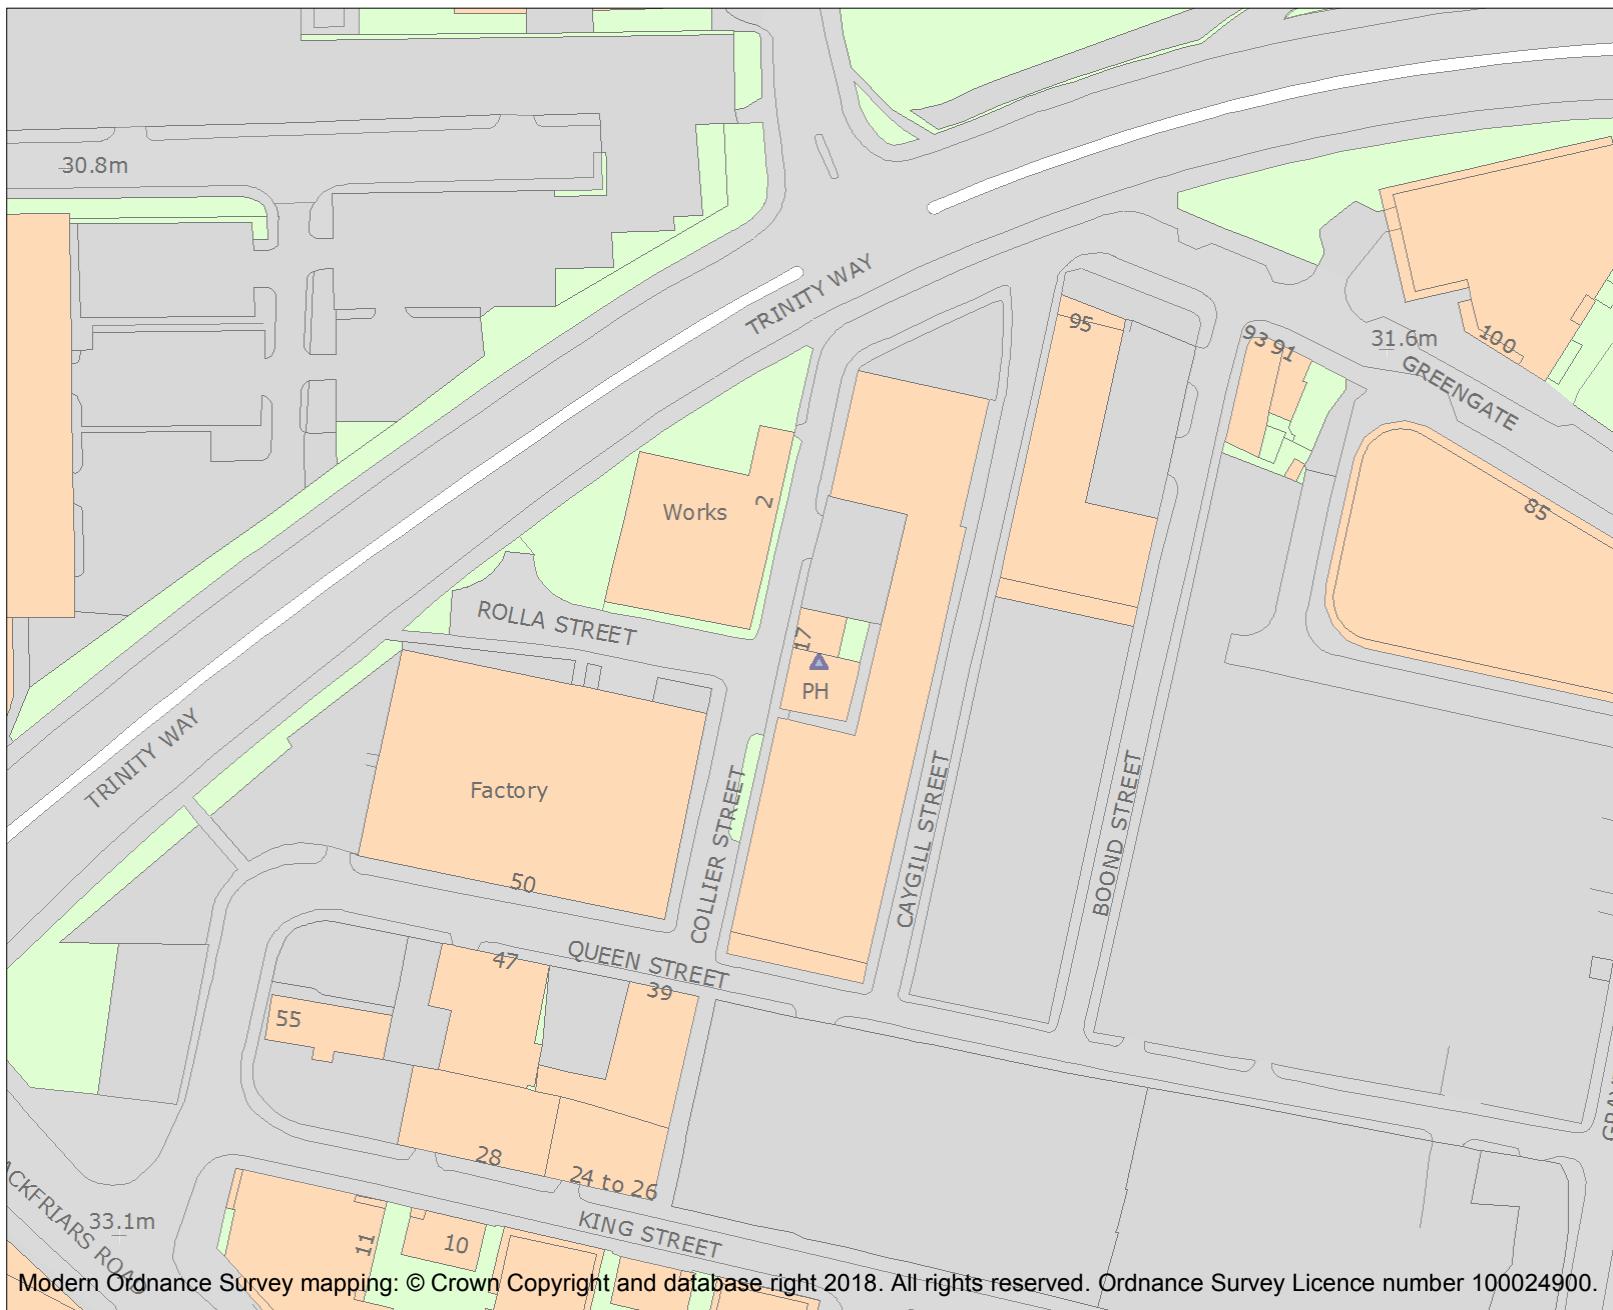 30.8m
TRINITY WAY
95
93 91
31.6m
100
GREENGATE
85
Works
2
ROLLA STREET
17
PH
TRINITY WAY
Factory
COLLIER STREET
CAYGILL STREET
BOOND STREET
50
QUEEN STREET
47
39
55
28
24 to 26
KING STREET
ACKFRIARS ROAD
33.1m
11
10
Modern Ordnance Survey mapping: © Crown Copyright and database right 2018. All rights reserved. Ordnance Survey Licence number 100024900.